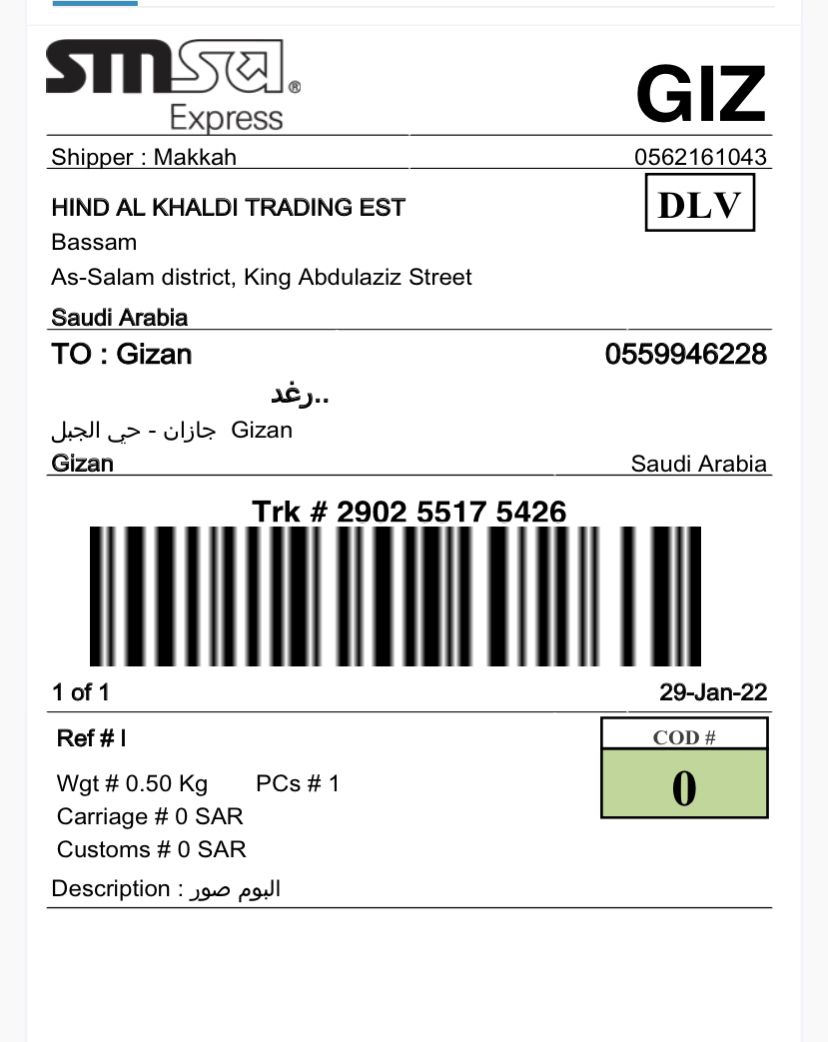 smsa®
Express
GIZ
Shipper : Makkah 0562161043
DLV
HIND AL KHALDI TRADING EST
Bassam
As-Salam district, King Abdulaziz Street
Saudi Arabia
TO : Gizan 0559946228
رغد..
جازان - حي الجبل Gizan
Gizan Saudi Arabia
Trk # 2902 5517 5426
1 of 1 29-Jan-22
Ref # I
COD #
0
Wgt # 0.50 Kg PCs # 1
Carriage # 0 SAR
Customs # 0 SAR
Description : البوم صور